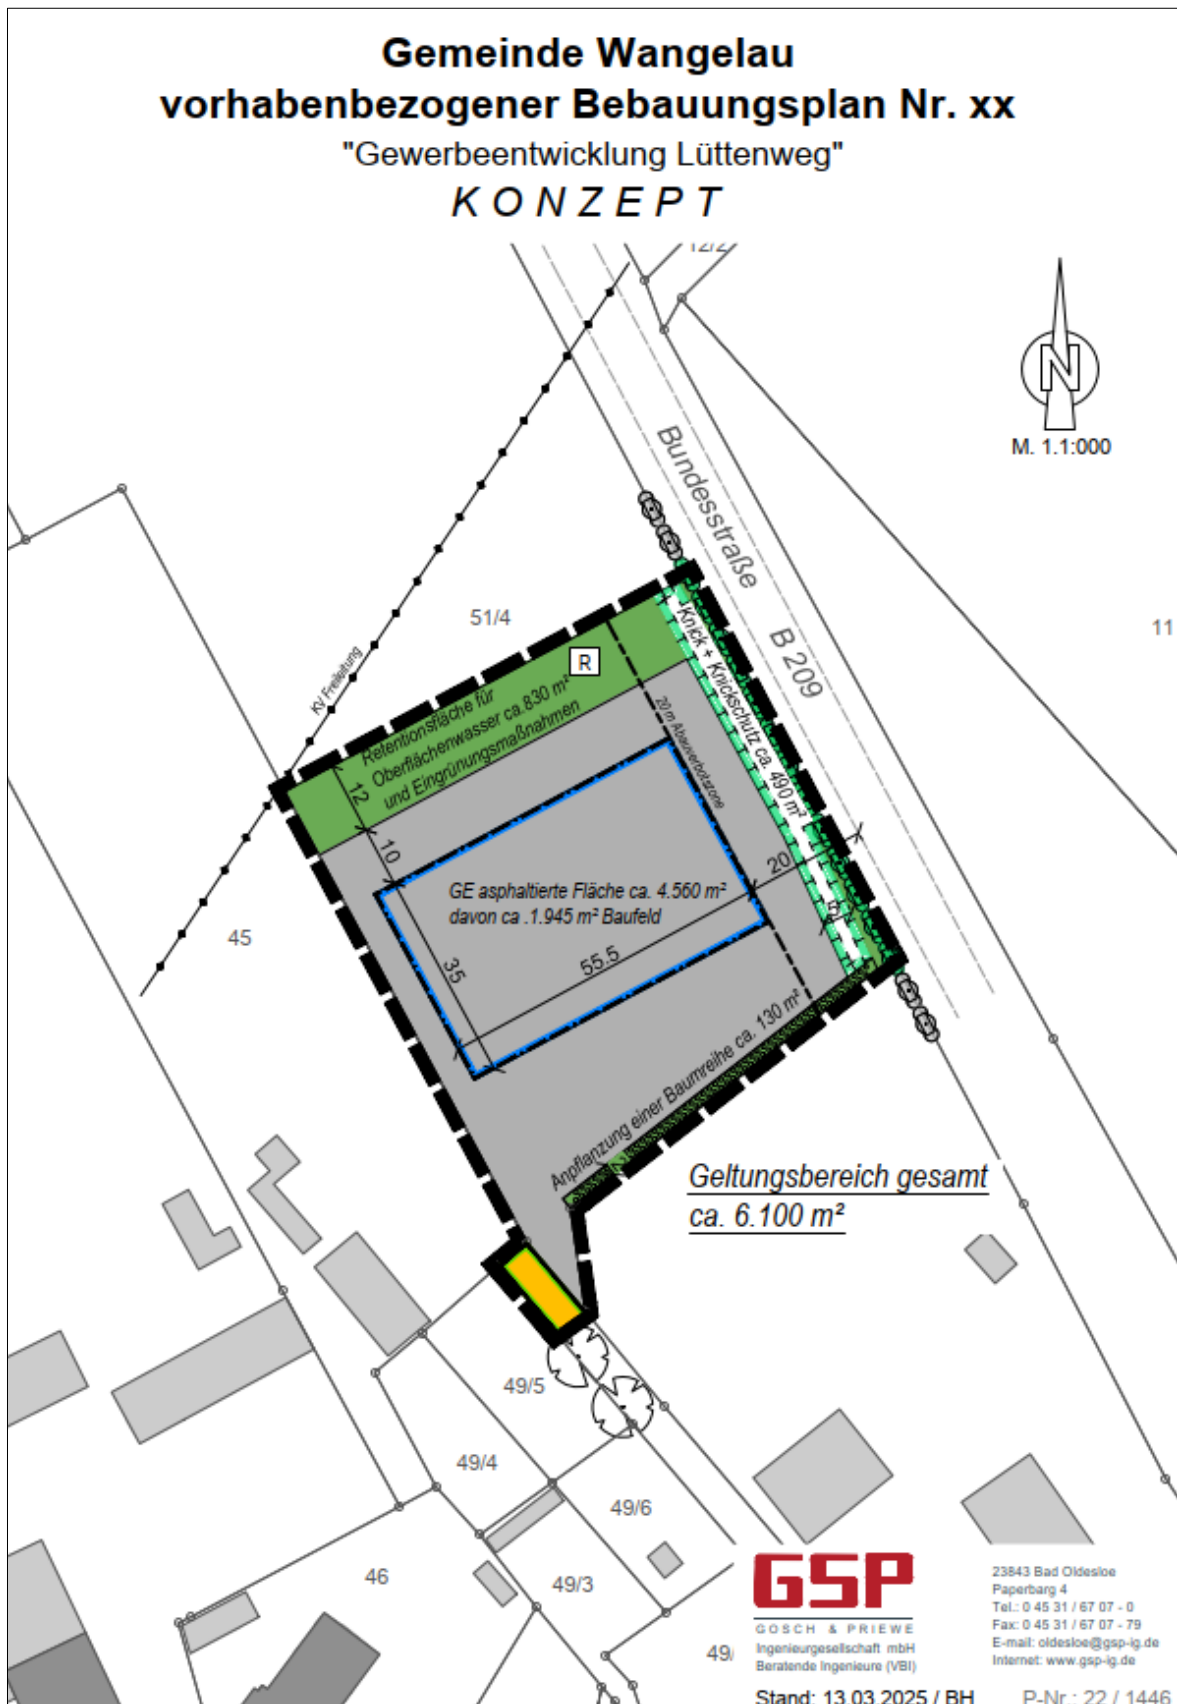 Gemeinde Wangelau
vorhabenbezogener Bebauungsplan Nr. xx
"Gewerbeentwicklung Lüttenweg"
KONZEPT
12/2
N
M. 1.1:000
Bundesstraße B 209
51/4
11
KV Freileitung
R
Retentionsfläche für
Oberflächenwasser ca.830 m²
und Eingrünungsmaßnahmen
Knick + Knickschutz ca. 490 m²
20m Abauverbotszone
12
10
20
5
GE asphaltierte Fläche ca. 4.560 m²
davon ca .1.945 m² Baufeld
45
35
55.5
Anpflanzung einer Baumreihe ca. 130 m²
Geltungsbereich gesamt
ca. 6.100 m²
49/5
49/4
49/6
46
49/3
49/
GSP
GOSCH & PRIEWE
Ingenieurgesellschaft mbH
Beratende Ingenieure (VBI)
23843 Bad Oldesloe
Paperbarg 4
Tel.: 0 45 31 / 67 07 - 0
Fax: 0 45 31 / 67 07 - 79
E-mail: oldesloe@gsp-ig.de
Internet: www.gsp-ig.de
Stand: 13.03.2025 / BH
P-Nr.: 22 / 1446